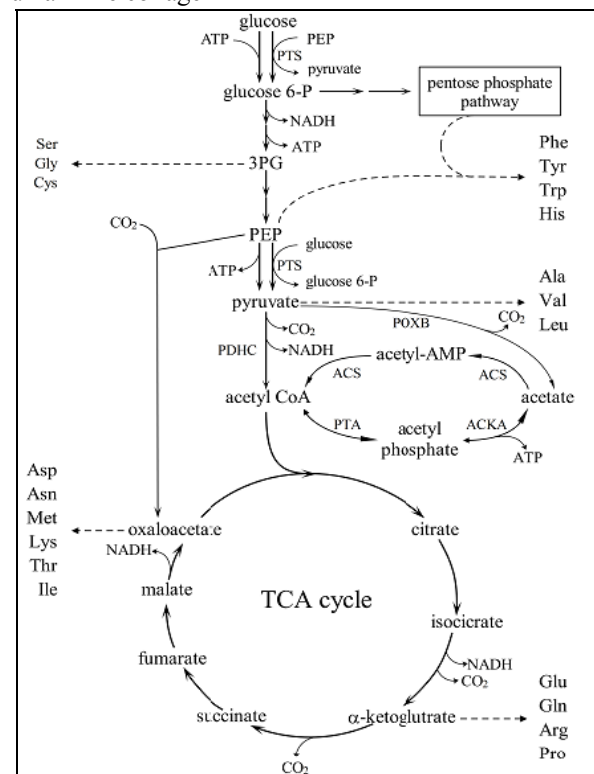 glucose
ATP PEP
PTS
pyruvate
glucose 6-P
pentose phosphate
pathway
NADH
ATP
Ser
Gly
Cys
3PG
Phe
Tyr
Trp
His
CO₂
PEP
glucose
ATP PTS
glucose 6-P
pyruvate
Ala
Val
Leu
POXB
CO₂
CO₂
PDHC NADH
acetyl-AMP
ACS ACS
acetyl CoA
acetate
PTA ACKA
acetyl
phosphate
ATP
Asp
Asn
Met
Lys
Thr
Ile
oxaloacetate
citrate
NADH
malate
TCA cycle
isocicrate
fumarate
NADH
CO₂
succinate
α-ketoglutrate
Glu
Gln
Arg
Pro
CO₂